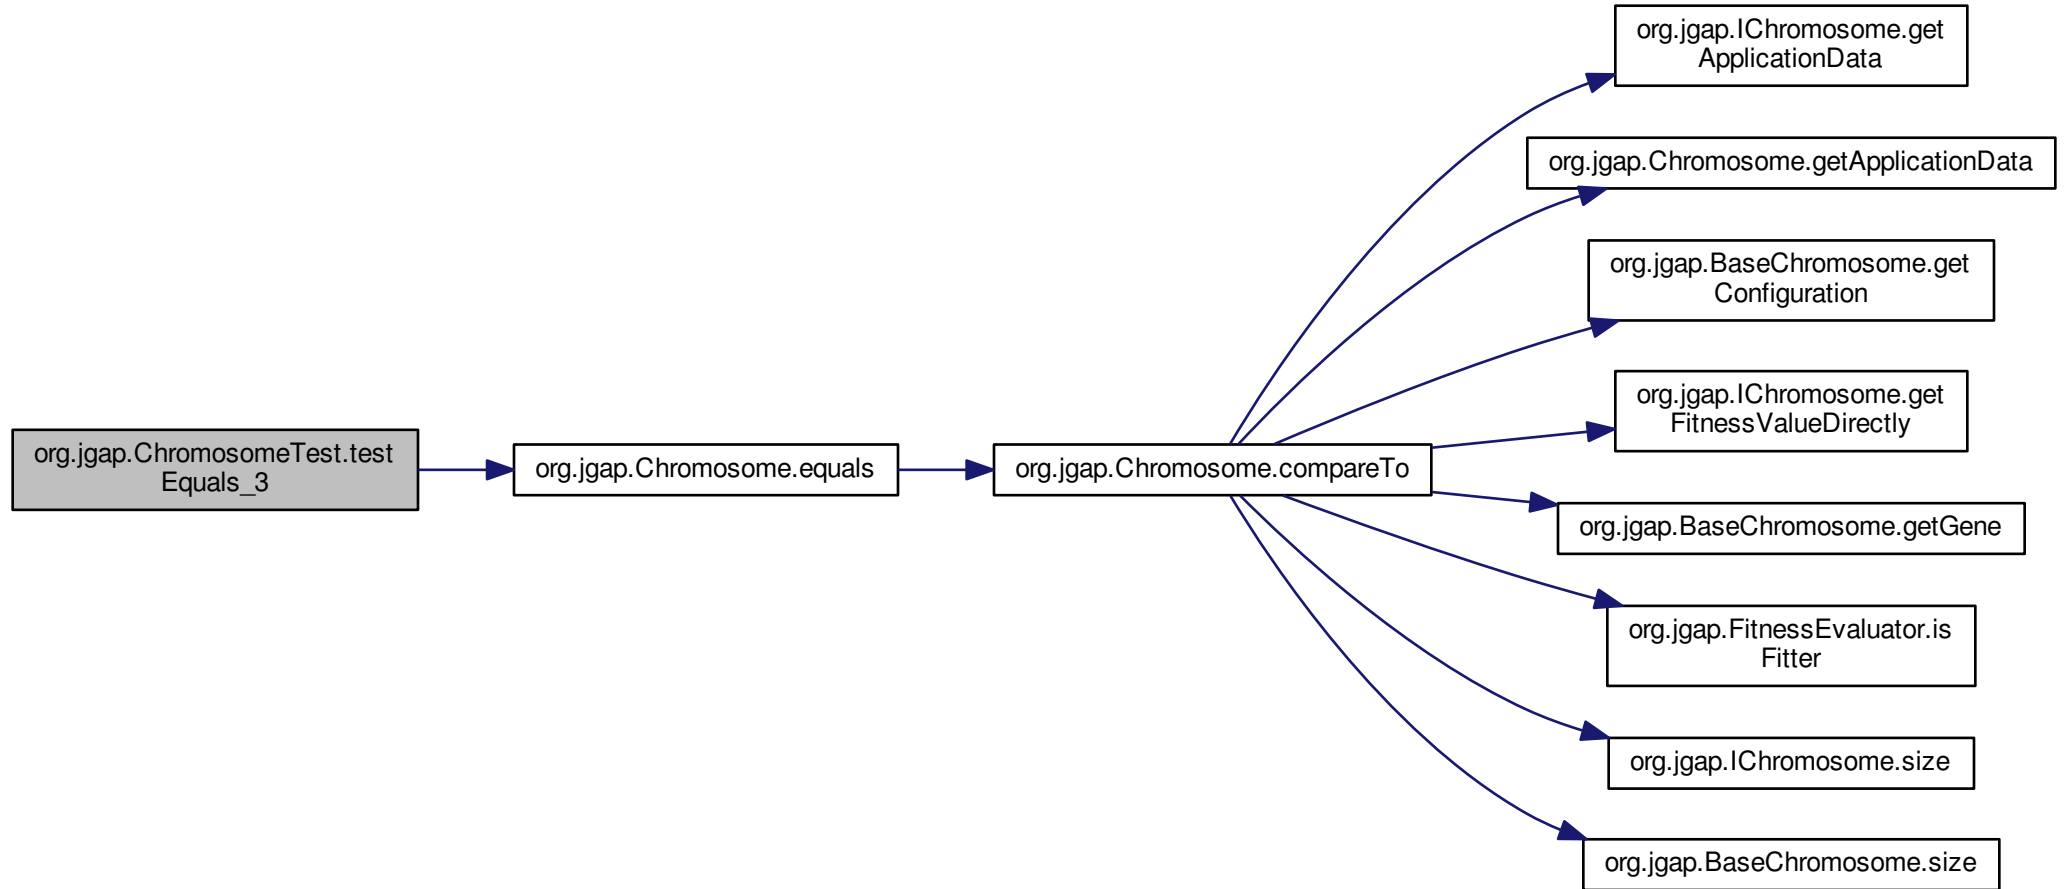 org.jgap.ChromosomeTest.test
Equals_3
org.jgap.Chromosome.equals
org.jgap.Chromosome.compareTo
org.jgap.IChromosome.get
ApplicationData
org.jgap.Chromosome.getApplicationData
org.jgap.BaseChromosome.get
Configuration
org.jgap.IChromosome.get
FitnessValueDirectly
org.jgap.BaseChromosome.getGene
org.jgap.FitnessEvaluator.is
Fitter
org.jgap.IChromosome.size
org.jgap.BaseChromosome.size